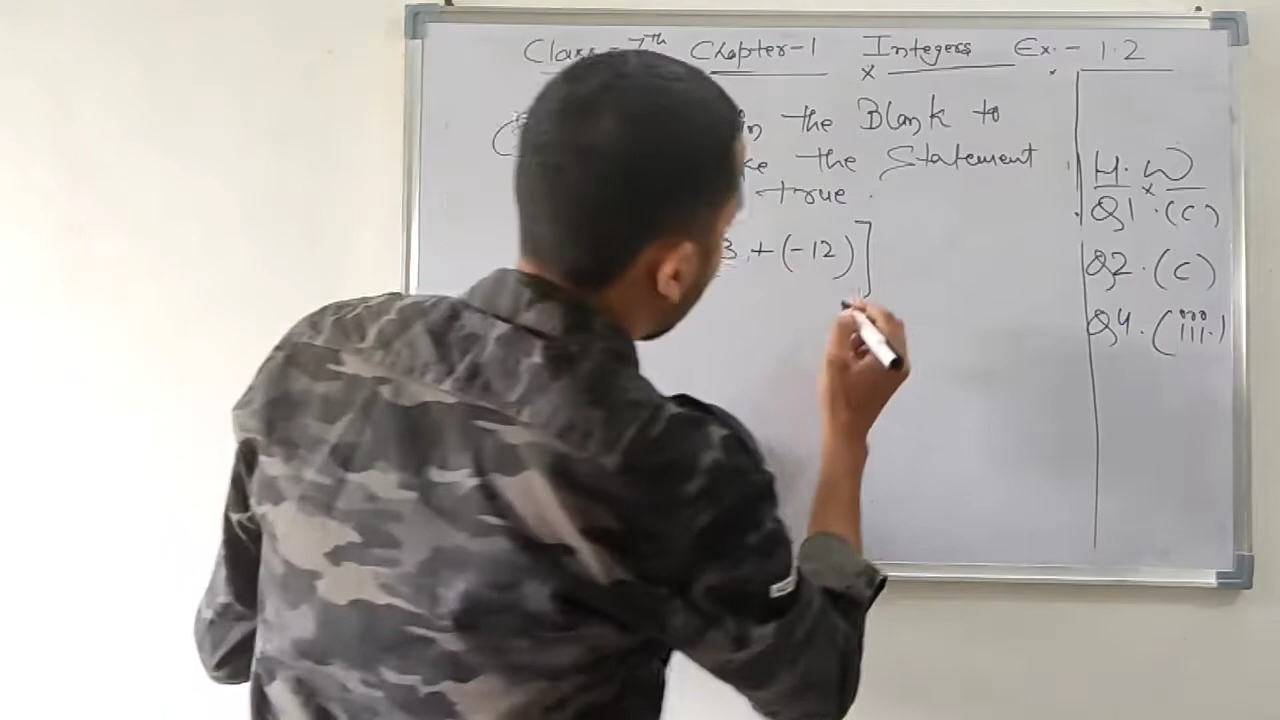 Class-7th Chapter-1 Integers Ex.- 1.2
in the Blank to
the Statement
true.
3 + (-12)]
H.W
Q1.(c)
Q2.(c)
Q4.(iii.)